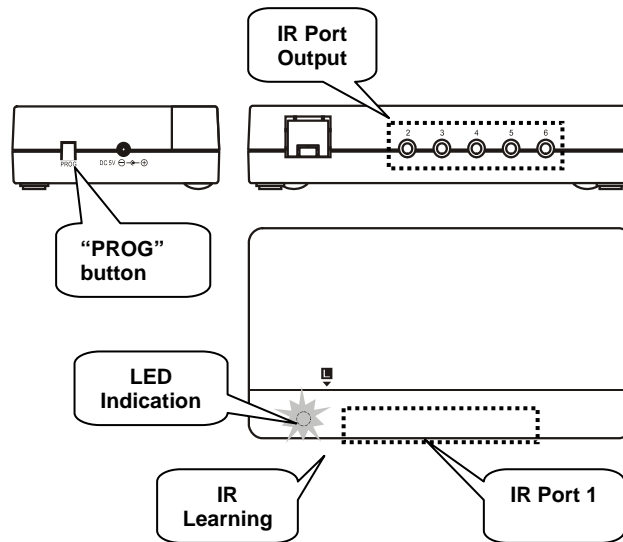 IR Port
Output
2 3 4 5 6
PROG
DC 5V
“PROG”
button
L
LED
Indication
IR
Learning
IR Port 1